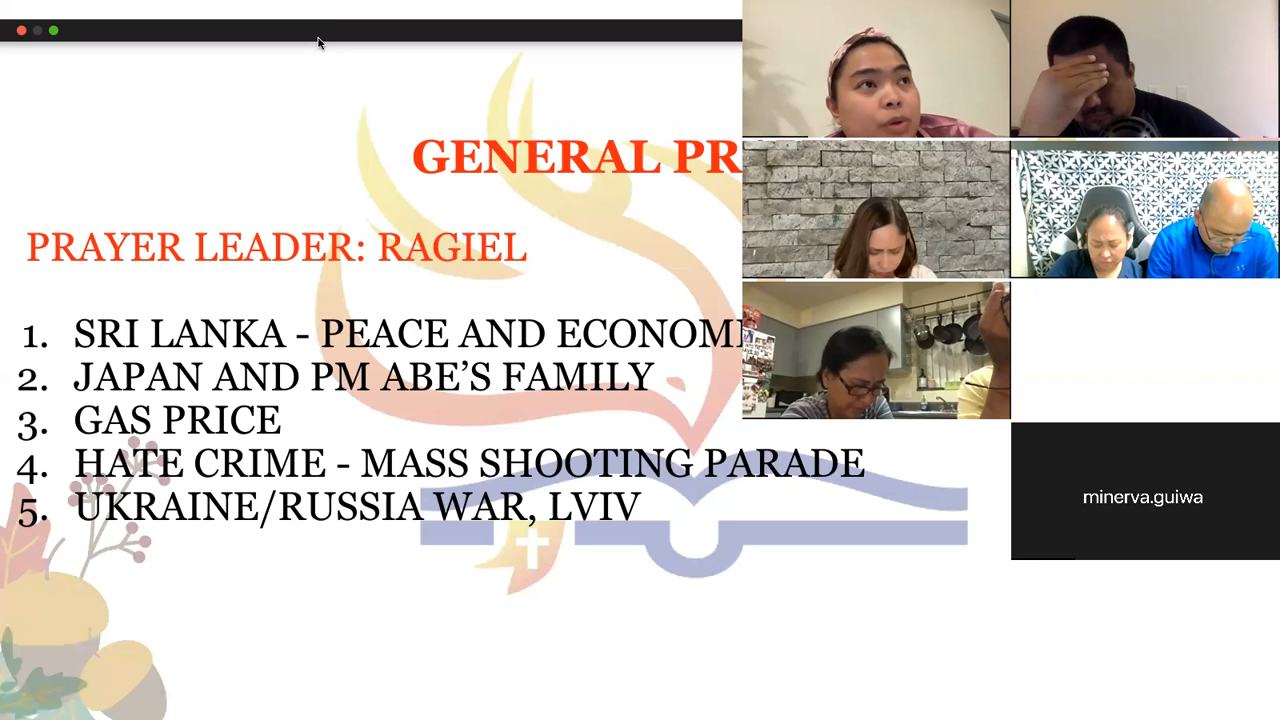 GENERAL PR
PRAYER LEADER: RAGIEL
1. SRI LANKA - PEACE AND ECONOMI
2. JAPAN AND PM ABE’S FAMILY
3. GAS PRICE
4. HATE CRIME - MASS SHOOTING PARADE
5. UKRAINE/RUSSIA WAR, LVIV
minerva.guiwa